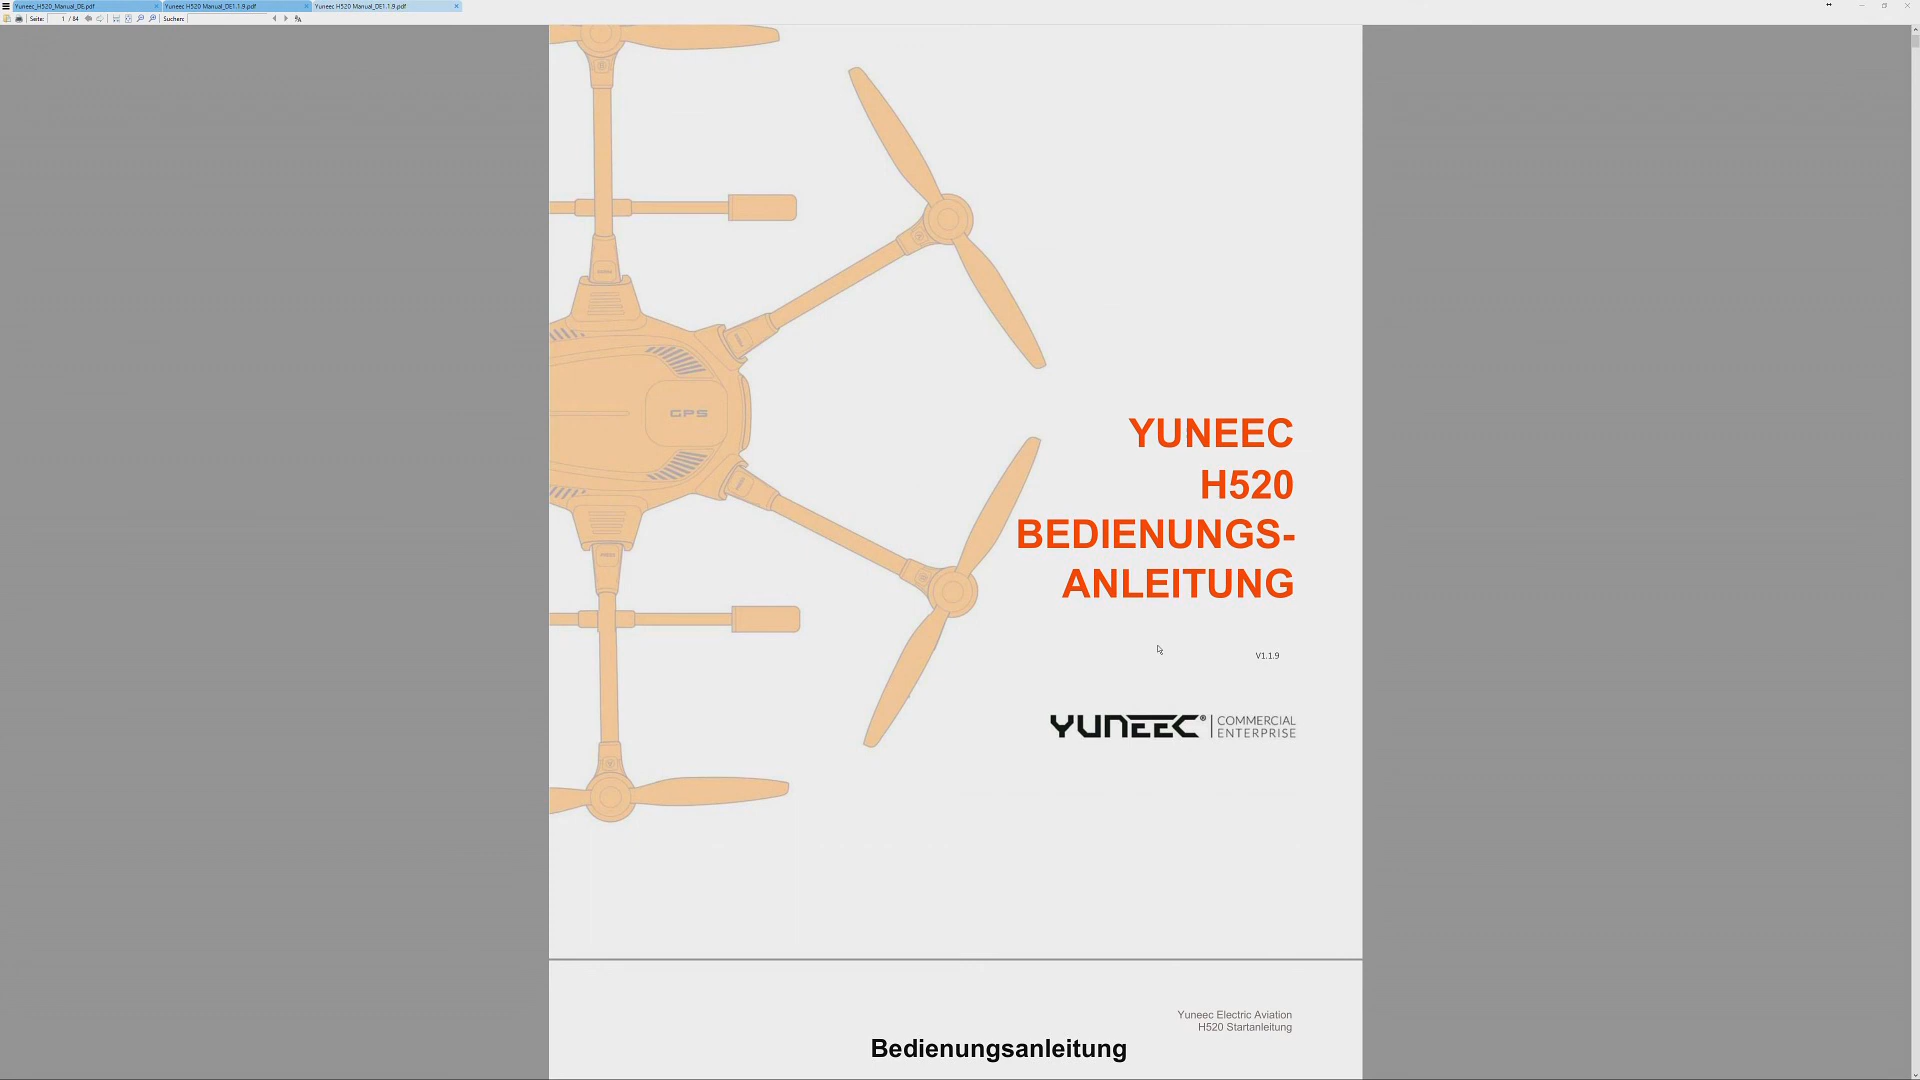 Yuneec_H520_Manual_DE.pdf
Yuneec H520 Manual_DE1.1.9.pdf
Yuneec H520 Manual_DE1.1.9.pdf
Seite: 1 / 84
Suchen:
GPS
YUNEEC
H520
BEDIENUNGS-
ANLEITUNG
V1.1.9
YUNEEC® COMMERCIAL
ENTERPRISE
Yuneec Electric Aviation
H520 Startanleitung
Bedienungsanleitung